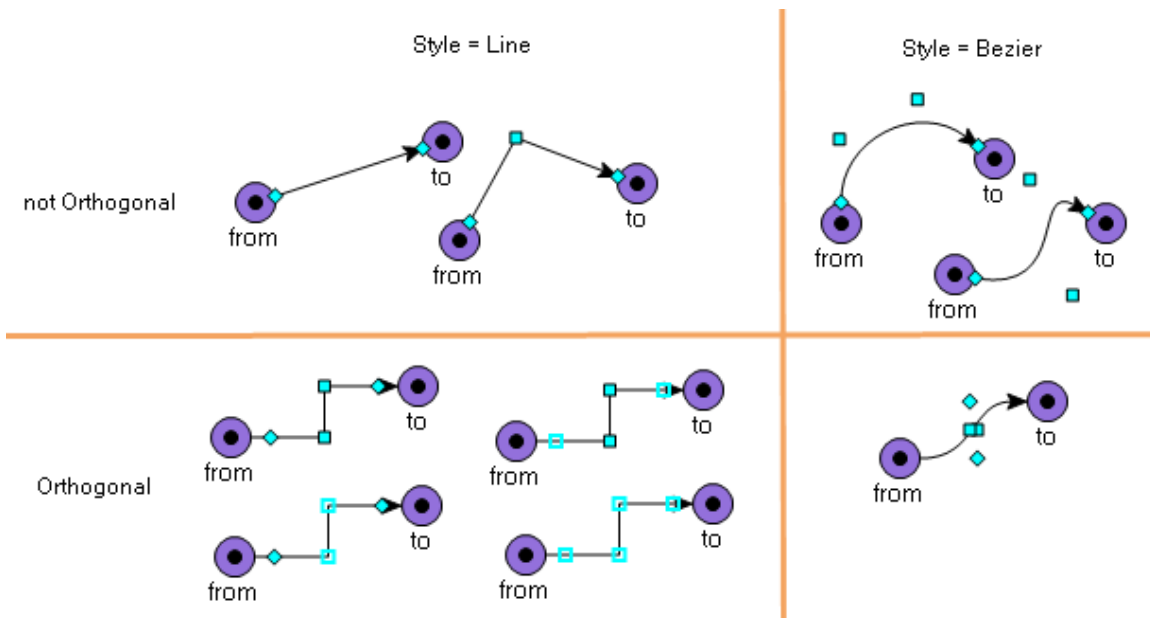 Style = Line
Style = Bezier
to
from
to
from
to
from
to
from
not Orthogonal
to
from
to
from
to
from
to
from
to
from
Orthogonal